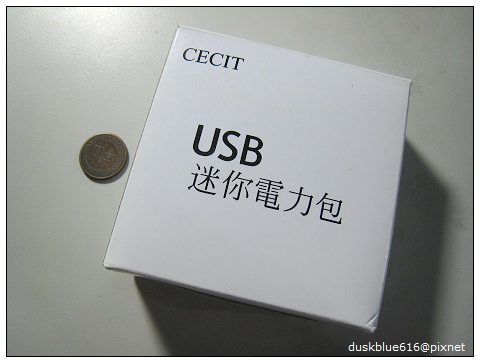 CECIT
USB
迷你電力包
duskblue616@pixnet